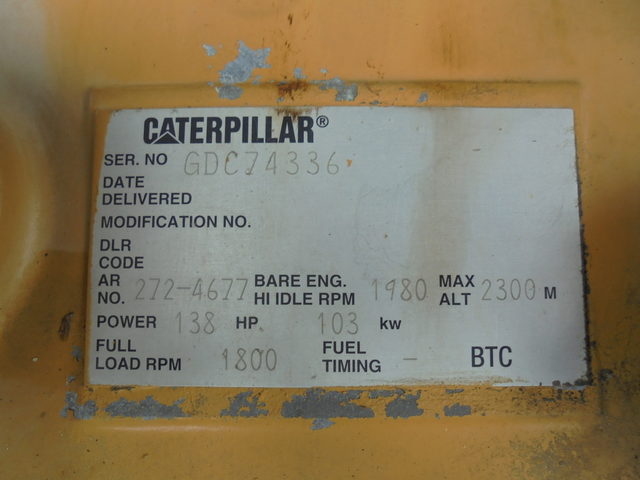 CATERPILLAR®
SER. NO GDC74336
DATE
DELIVERED
MODIFICATION NO.
DLR
CODE
AR
NO. 272-4677 BARE ENG.
HI IDLE RPM 1980 MAX
ALT 2300 M
POWER 138 HP. 103 kw
FULL
LOAD RPM 1800 FUEL
TIMING - BTC